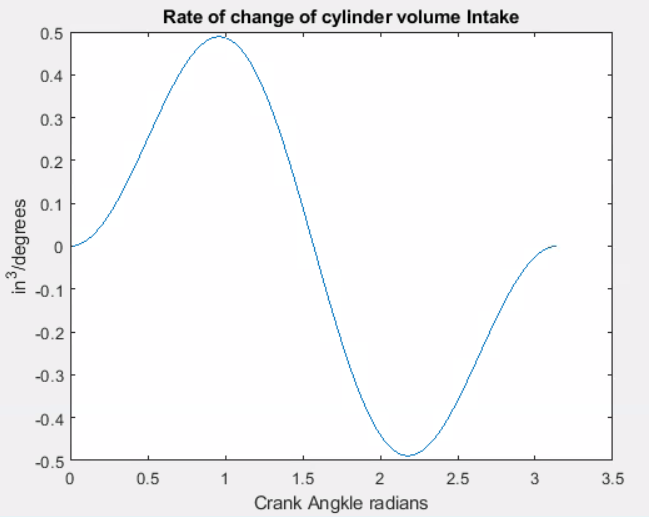 Rate of change of cylinder volume Intake
0.5
0.4
0.3
0.2
0.1
0
-0.1
-0.2
-0.3
-0.4
-0.5
in³/degrees
0 0.5 1 1.5 2 2.5 3 3.5
Crank Angkle radians